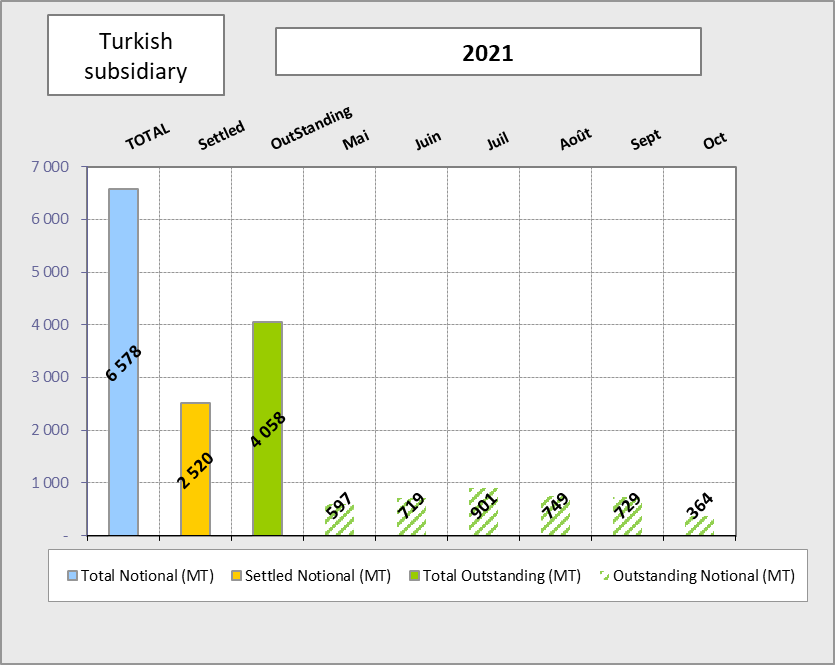 Turkish
subsidiary
2021
TOTAL
Settled
OutStanding
Mai
Juin
Juil
Août
Sept
Oct
7 000
6 000
5 000
4 000
3 000
2 000
1 000
-
6 578
2 520
4 058
597
719
901
749
729
364
Total Notional (MT) Settled Notional (MT) Total Outstanding (MT) Outstanding Notional (MT)